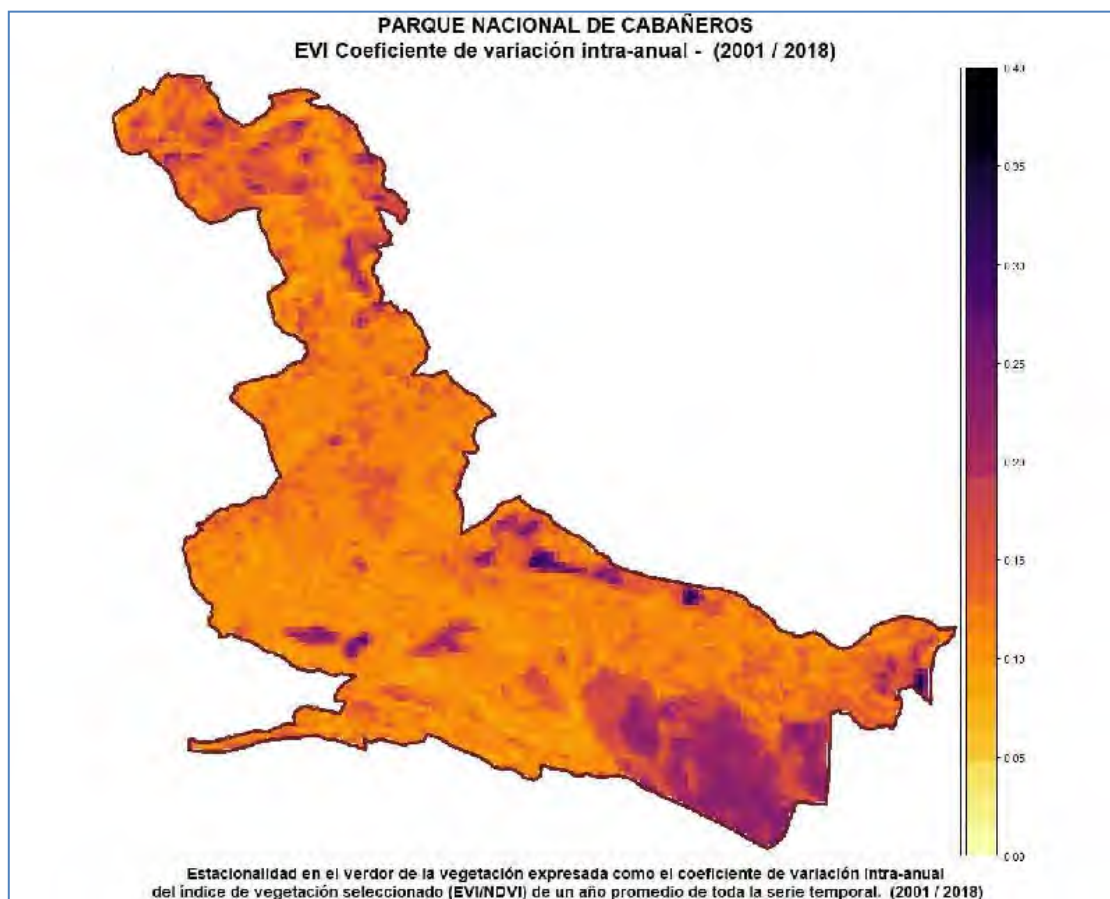 PARQUE NACIONAL DE CABAÑEROS
EVI Coeficiente de variación intra-anual - (2001 / 2018)
0.40
0.35
0.30
0.25
0.20
0.15
0.10
0.05
0.00
Estacionalidad en el verdor de la vegetación expresada como el coeficiente de variación intra-anual
del índice de vegetación seleccionado (EVI/NDVI) de un año promedio de toda la serie temporal. (2001 / 2018)